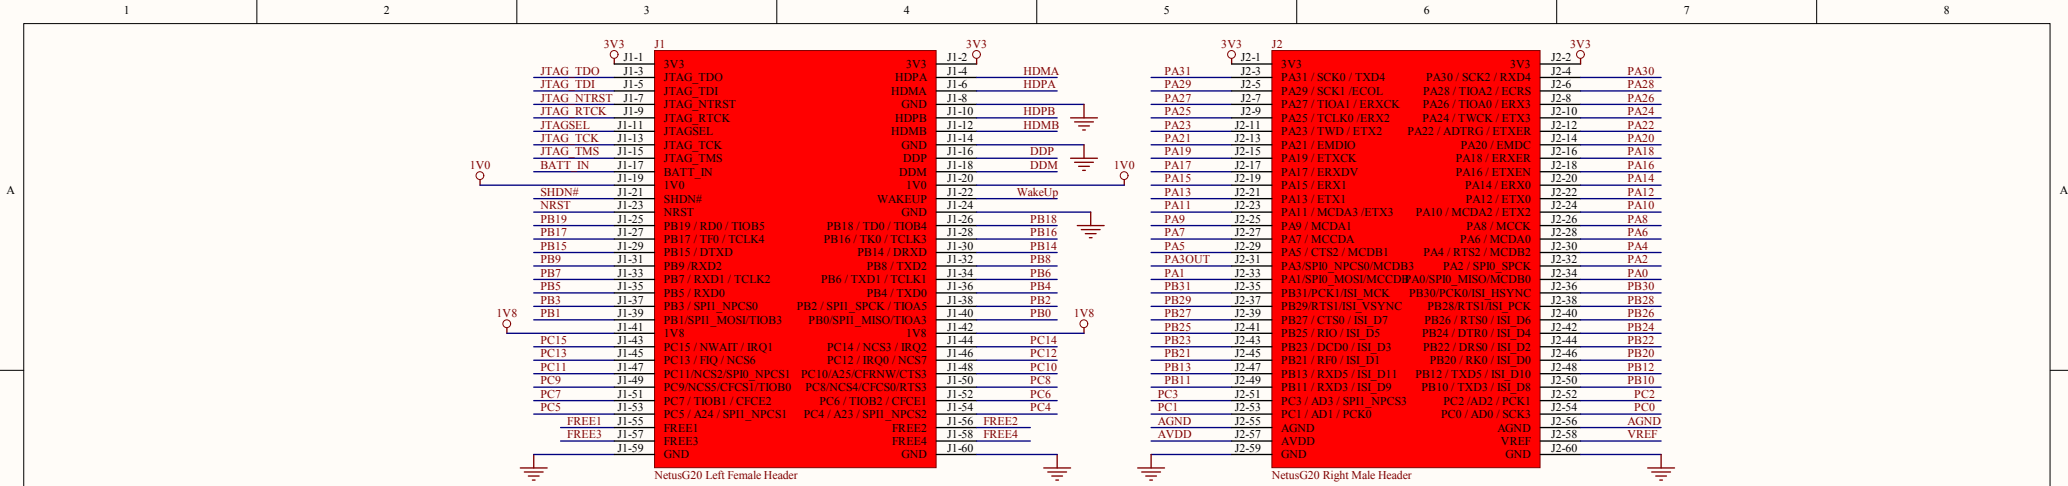 1 2 3 4 5 6 7 8
A A
3V3 J1 3V3 3V3 J2 3V3
J1-1 3V3 3V3 J1-2 J2-1 3V3 3V3 J2-2
JTAG_TDO J1-3 JTAG_TDO HDPA J1-4 HDMA PA31 J2-3 PA31 / SCK0 / TXD4 PA30 / SCK2 / RXD4 J2-4 PA30
JTAG_TDI J1-5 JTAG_TDI HDMA J1-6 HDPA PA29 J2-5 PA29 / SCK1 /ECOL PA28 / TIOA2 / ECRS J2-6 PA28
JTAG_NTRST J1-7 JTAG_NTRST GND J1-8 PA27 J2-7 PA27 / TIOA1 / ERXCK PA26 / TIOA0 / ERX3 J2-8 PA26
JTAG_RTCK J1-9 JTAG_RTCK HDPB J1-10 HDPB PA25 J2-9 PA25 / TCLK0 /ERX2 PA24 / TWCK / ETX3 J2-10 PA24
JTAGSEL J1-11 JTAGSEL HDMB J1-12 HDMB PA23 J2-11 PA23 / TWD / ETX2 PA22 / ADTRG / ETXER J2-12 PA22
JTAG_TCK J1-13 JTAG_TCK GND J1-14 PA21 J2-13 PA21 / EMDIO PA20 / EMDC J2-14 PA20
JTAG_TMS J1-15 JTAG_TMS DDP J1-16 DDP PA19 J2-15 PA19 / ETXCK PA18 / ERXER J2-16 PA18
BATT_IN J1-17 BATT_IN DDM J1-18 DDM PA17 J2-17 PA17 / ERXDV PA16 / ETXEN J2-18 PA16
1V0 J1-19 1V0 1V0 J1-20 1V0 PA15 J2-19 PA15 / ERX1 PA14 / ERX0 J2-20 PA14
SHDN# J1-21 SHDN# WAKEUP J1-22 WakeUp PA13 J2-21 PA13 / ETX1 PA12 / ETX0 J2-22 PA12
NRST J1-23 NRST GND J1-24 PA11 J2-23 PA11 / MCDA3 /ETX3 PA10 / MCDA2 / ETX2 J2-24 PA10
PB19 J1-25 PB19 / RD0 / TIOB5 PB18 / TD0 / TIOB4 J1-26 PB18 PA9 J2-25 PA9 / MCDA1 PA8 / MCCK J2-26 PA8
PB17 J1-27 PB17 / TF0 / TCLK4 PB16 / TK0 / TCLK3 J1-28 PB16 PA7 J2-27 PA7 / MCCDA PA6 / MCDA0 J2-28 PA6
PB15 J1-29 PB15 / DTXD PB14 / DRXD J1-30 PB14 PA5 J2-29 PA5 / CTS2 / MCDB1 PA4 / RTS2 / MCDB2 J2-30 PA4
PB9 J1-31 PB9 /RXD2 PB8 / TXD2 J1-32 PB8 PA3OUT J2-31 PA3/SPI0_NPCS0/MCDB3 PA2 / SPI0_SPCK J2-32 PA2
PB7 J1-33 PB7 / RXD1 / TCLK2 PB6 / TXD1 / TCLK1 J1-34 PB6 PA1 J2-33 PA1/SPI0_MOSI/MCCDB PA0/SPI0_MISO/MCDB0 J2-34 PA0
PB5 J1-35 PB5 / RXD0 PB4 / TXD0 J1-36 PB4 PB31 J2-35 PB31/PCK1/ISI_MCK PB30/PCK0/ISI_HSYNC J2-36 PB30
PB3 J1-37 PB3 / SPI1_NPCS0 PB2 / SPI1_SPCK / TIOA5 J1-38 PB2 PB29 J2-37 PB29/RTS1/ISI_VSYNC PB28/RTS1/ISI_PCK J2-38 PB28
PB1 J1-39 PB1/SPI1_MOSI/TIOB3 PB0/SPI1_MISO/TIOA3 J1-40 PB0 PB27 J2-39 PB27 / CTS0 / ISI_D7 PB26 / RTS0 / ISI_D6 J2-40 PB26
1V8 J1-41 1V8 1V8 J1-42 1V8 PB25 J2-41 PB25 / RIO / ISI_D5 PB24 / DTR0 / ISI_D4 J2-42 PB24
PC15 J1-43 PC15 / NWAIT / IRQ1 PC14 / NCS3 / IRQ2 J1-44 PC14 PB23 J2-43 PB23 / DCD0 / ISI_D3 PB22 / DRS0 / ISI_D2 J2-44 PB22
PC13 J1-45 PC13 / FIQ / NCS6 PC12 / IRQ0 / NCS7 J1-46 PC12 PB21 J2-45 PB21 / RF0 / ISI_D1 PB20 / RK0 / ISI_D0 J2-46 PB20
PC11 J1-47 PC11/NCS2/SPI0_NPCS1 PC10/A25/CFRNW/CTS3 J1-48 PC10 PB13 J2-47 PB13 / RXD5 / ISI_D11 PB12 / TXD5 / ISI_D10 J2-48 PB12
PC9 J1-49 PC9/NCS5/CFCS1/TIOB0 PC8/NCS4/CFCS0/RTS3 J1-50 PC8 PB11 J2-49 PB11 / RXD3 / ISI_D9 PB10 / TXD3 / ISI_D8 J2-50 PB10
PC7 J1-51 PC7 / TIOB1 / CFCE2 PC6 / TIOB2 / CFCE1 J1-52 PC6 PC3 J2-51 PC3 / AD3 / SPI1_NPCS3 PC2 /AD2 / PCK1 J2-52 PC2
PC5 J1-53 PC5 / A24 / SPI1_NPCS1 PC4 / A23 / SPI1_NPCS2 J1-54 PC4 PC1 J2-53 PC1 / AD1 / PCK0 PC0 / AD0 / SCK3 J2-54 PC0
FREE1 J1-55 FREE1 FREE2 J1-56 FREE2 AGND J2-55 AGND AGND J2-56 AGND
FREE3 J1-57 FREE3 FREE4 J1-58 FREE4 AVDD J2-57 AVDD VREF J2-58 VREF
J1-59 GND GND J1-60 J2-59 GND GND J2-60
NetusG20 Left Female Header NetusG20 Right Male Header